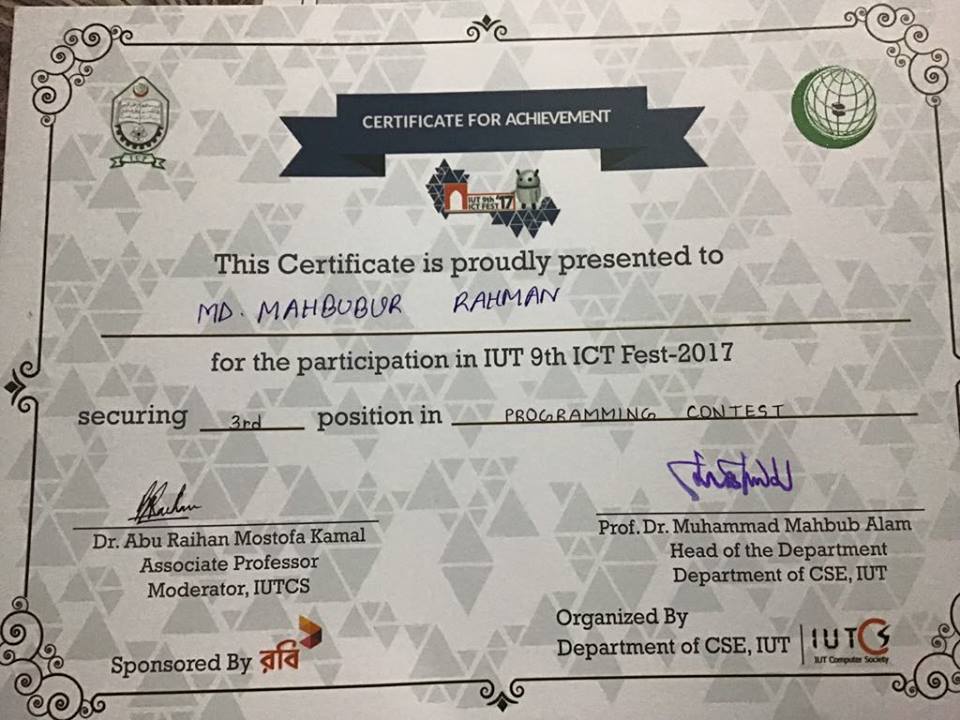 CERTIFICATE FOR ACHIEVEMENT
IUT
IUT 9th
ICT FEST '17
This Certificate is proudly presented to
MD. MAHBUBUR RAHMAN
for the participation in IUT 9th ICT Fest-2017
securing 3rd position in PROGRAMMING CONTEST
Dr. Abu Raihan Mostofa Kamal
Associate Professor
Moderator, IUTCS
Prof. Dr. Muhammad Mahbub Alam
Head of the Department
Department of CSE, IUT
Sponsored By রবি
Organized By
Department of CSE, IUT
IUTCS
IUT Computer Society